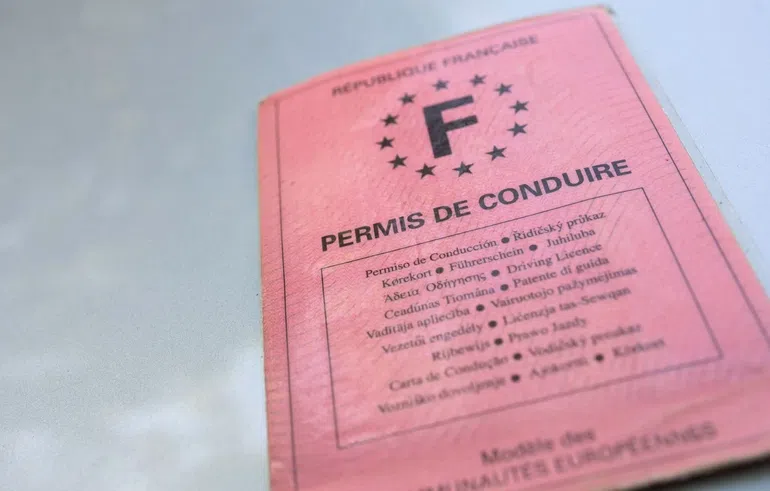 RÉPUBLIQUE FRANÇAISE
F
PERMIS DE CONDUIRE
Permiso de Conducción ● Řidičský průkaz
Kørekort ● Führerschein ● Juhiluba
Άδεια Οδήγησης ● Driving Licence
Ceadúnas Tiomána ● Patente di guida
Vadītāja apliecība ● Vairuotojo pažymėjimas
Vezetői engedély ● Liċenzja tas-Sewqan
Rijbewijs ● Prawo Jazdy
Carta de Condução ● Vodičský preukaz
Vozniško dovoljenje ● Ajokortti ● Körkort
Modèle des
COMMUNAUTÉS EUROPÉENNES